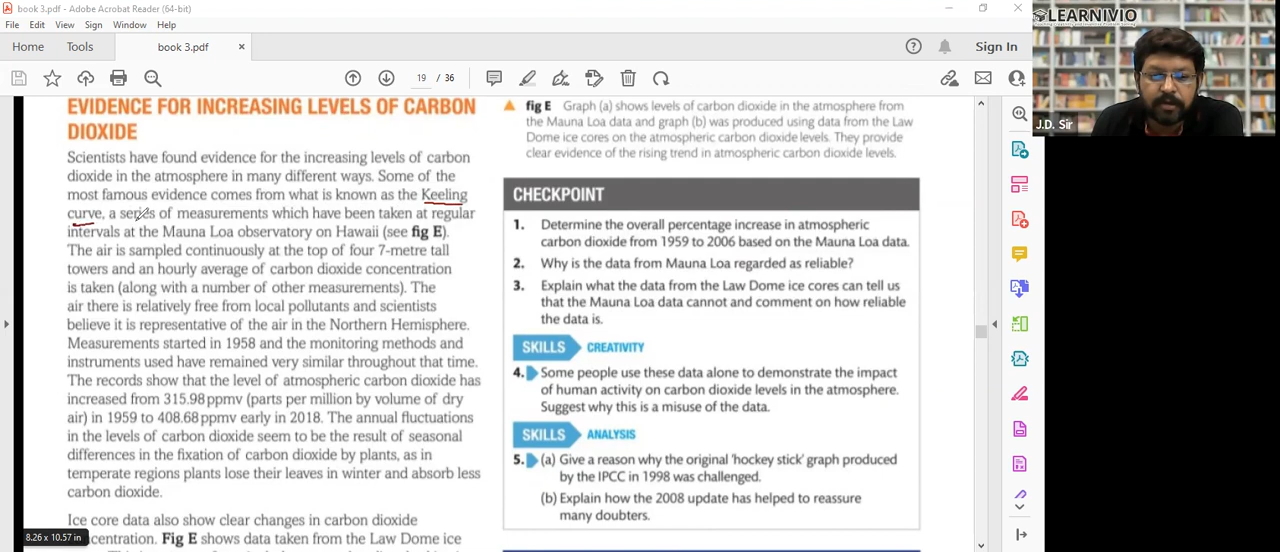 book 3.pdf - Adobe Acrobat Reader (64-bit)
File Edit View Sign Window Help
Home Tools book 3.pdf × Sign In
19 / 36
LEARNIVIO
J.D. Sir
EVIDENCE FOR INCREASING LEVELS OF CARBON
DIOXIDE
Scientists have found evidence for the increasing levels of carbon
dioxide in the atmosphere in many different ways. Some of the
most famous evidence comes from what is known as the Keeling
curve, a series of measurements which have been taken at regular
intervals at the Mauna Loa observatory on Hawaii (see fig E).
The air is sampled continuously at the top of four 7-metre tall
towers and an hourly average of carbon dioxide concentration
is taken (along with a number of other measurements). The
air there is relatively free from local pollutants and scientists
believe it is representative of the air in the Northern Hemisphere.
Measurements started in 1958 and the monitoring methods and
instruments used have remained very similar throughout that time.
The records show that the level of atmospheric carbon dioxide has
increased from 315.98 ppmv (parts per million by volume of dry
air) in 1959 to 408.68 ppmv early in 2018. The annual fluctuations
in the levels of carbon dioxide seem to be the result of seasonal
differences in the fixation of carbon dioxide by plants, as in
temperate regions plants lose their leaves in winter and absorb less
carbon dioxide.
Ice core data also show clear changes in carbon dioxide
Fig E shows data taken from the Law Dome ice
8.26 x 10.57 in
fig E Graph (a) shows levels of carbon dioxide in the atmosphere from
the Mauna Loa data and graph (b) was produced using data from the Law
Dome ice cores on the atmospheric carbon dioxide levels. They provide
clear evidence of the rising trend in atmospheric carbon dioxide levels.
CHECKPOINT
1. Determine the overall percentage increase in atmospheric
carbon dioxide from 1959 to 2006 based on the Mauna Loa data.
2. Why is the data from Mauna Loa regarded as reliable?
3. Explain what the data from the Law Dome ice cores can tell us
that the Mauna Loa data cannot and comment on how reliable
the data is.
SKILLS CREATIVITY
4. Some people use these data alone to demonstrate the impact
of human activity on carbon dioxide levels in the atmosphere.
Suggest why this is a misuse of the data.
SKILLS ANALYSIS
5. (a) Give a reason why the original 'hockey stick' graph produced
by the IPCC in 1998 was challenged.
(b) Explain how the 2008 update has helped to reassure
many doubters.